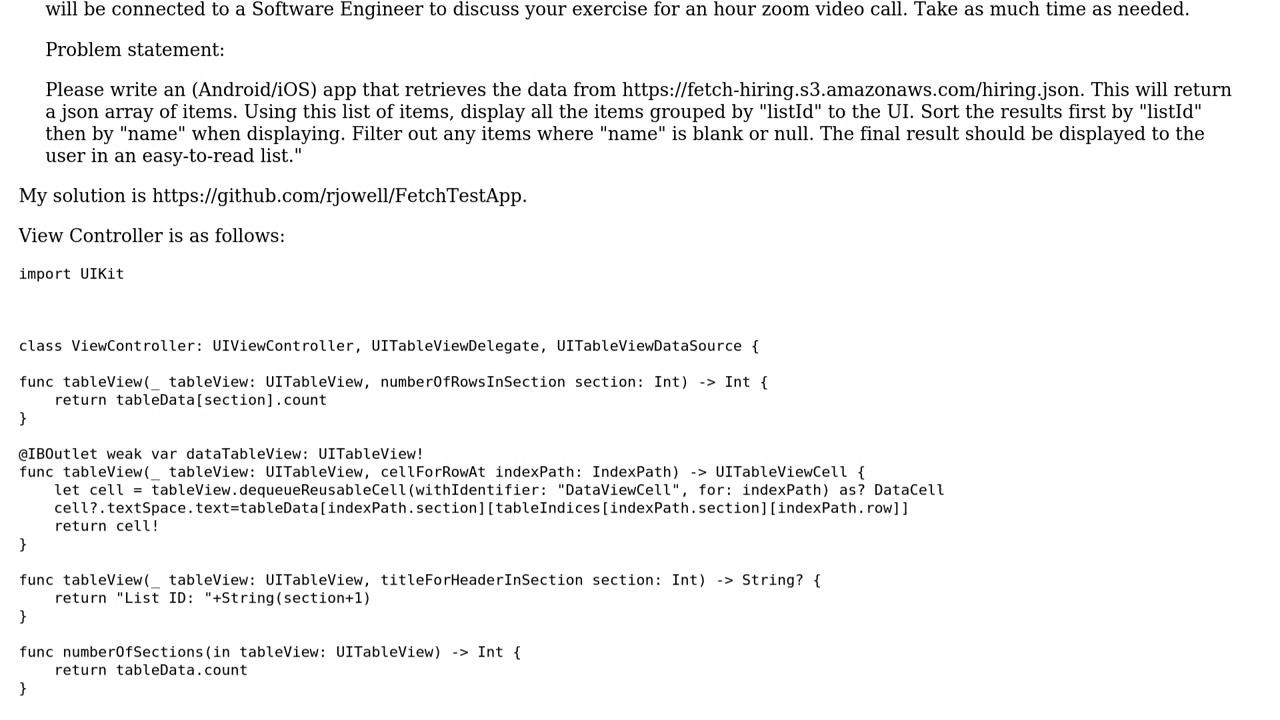 will be connected to a Software Engineer to discuss your exercise for an hour zoom video call. Take as much time as needed.
Problem statement:
Please write an (Android/iOS) app that retrieves the data from https://fetch-hiring.s3.amazonaws.com/hiring.json. This will return
a json array of items. Using this list of items, display all the items grouped by "listId" to the UI. Sort the results first by "listId"
then by "name" when displaying. Filter out any items where "name" is blank or null. The final result should be displayed to the
user in an easy-to-read list."
My solution is https://github.com/rjowell/FetchTestApp.
View Controller is as follows:
import UIKit
class ViewController: UIViewController, UITableViewDelegate, UITableViewDataSource {
func tableView(_ tableView: UITableView, numberOfRowsInSection section: Int) -> Int {
    return tableData[section].count
}
@IBOutlet weak var dataTableView: UITableView!
func tableView(_ tableView: UITableView, cellForRowAt indexPath: IndexPath) -> UITableViewCell {
    let cell = tableView.dequeueReusableCell(withIdentifier: "DataViewCell", for: indexPath) as? DataCell
    cell?.textSpace.text=tableData[indexPath.section][tableIndices[indexPath.section][indexPath.row]]
    return cell!
}
func tableView(_ tableView: UITableView, titleForHeaderInSection section: Int) -> String? {
    return "List ID: "+String(section+1)
}
func numberOfSections(in tableView: UITableView) -> Int {
    return tableData.count
}